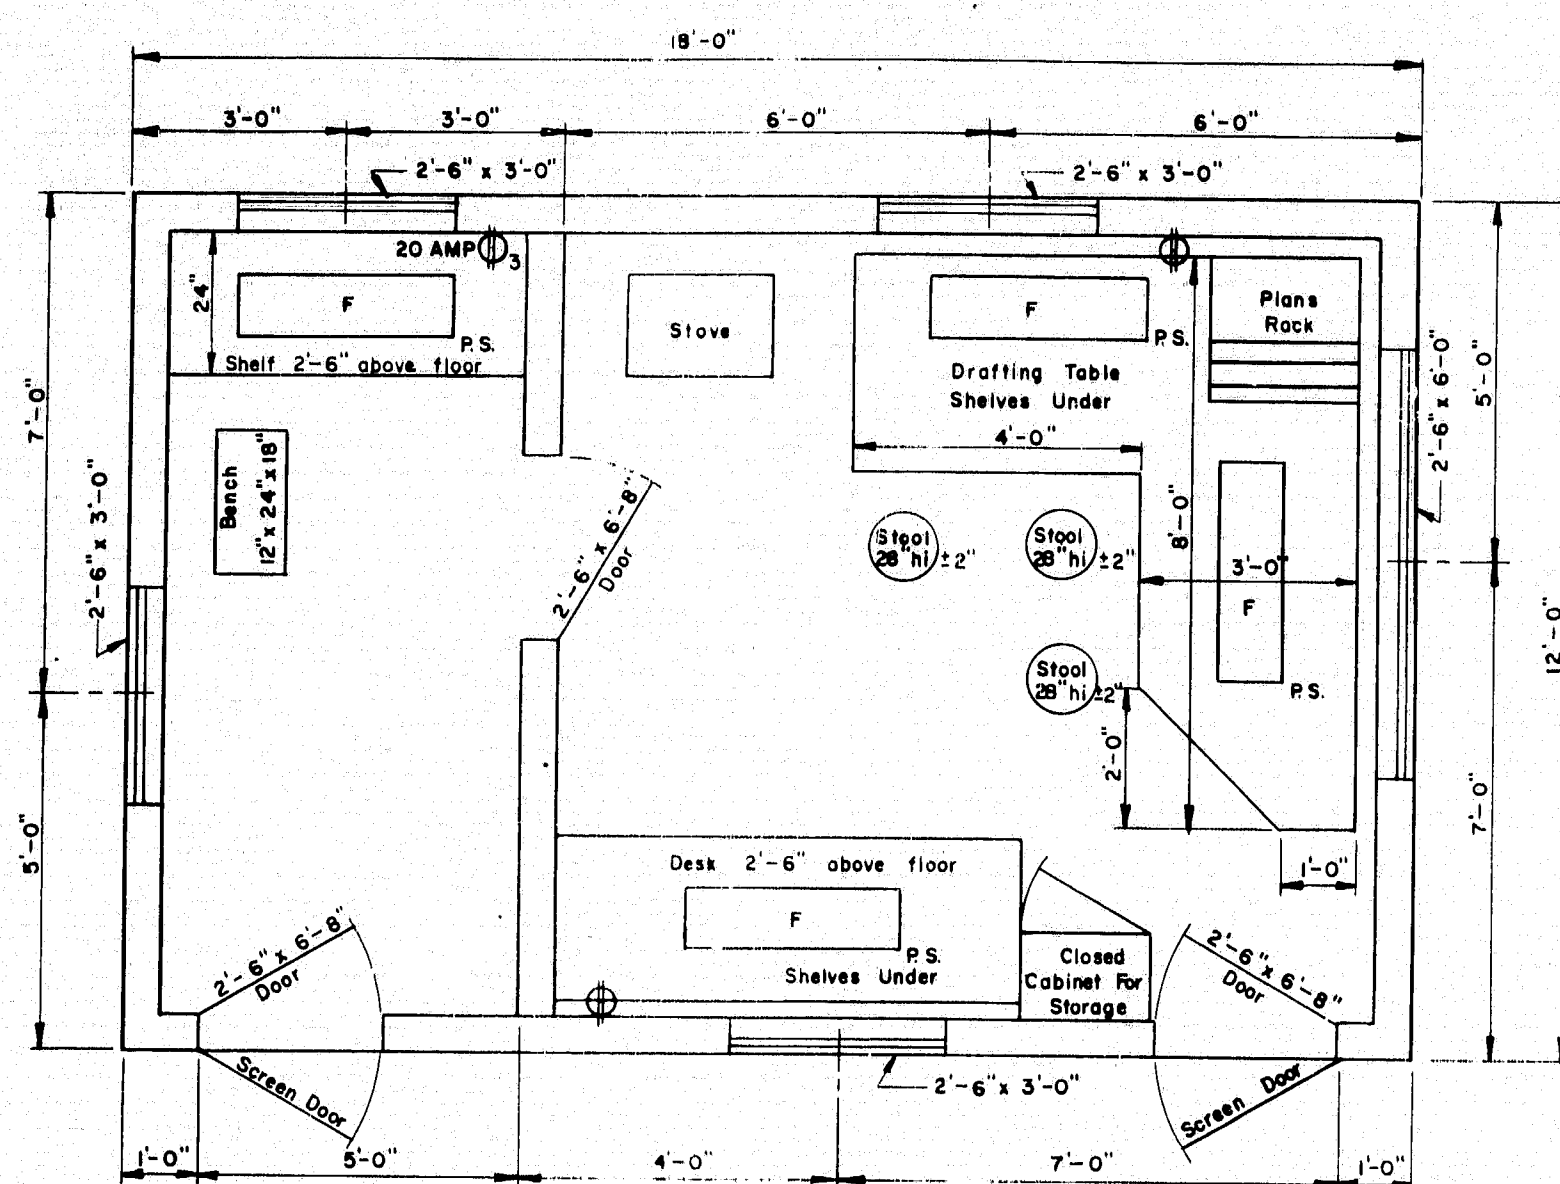 18'-0"
3'-0"
3'-0"
6'-0"
6'-0"
2'-6" x 3'-0"
2'-6" x 3'-0"
20 AMP
3
24"
F
P.S.
Shelf 2'-6" above floor
Stove
F
P.S.
Drafting Table
Shelves Under
4'-0"
Plans
Rack
2'-6" x 6'-0"
5'-0"
7'-0"
2'-6" x 3'-0"
Bench
12" x 24" x 18"
2'-6" x 6'-8"
Door
Stool
28" hi ±2"
Stool
28" hi ±2"
Stool
28" hi ±2"
8'-0"
3'-0"
F
P.S.
2'-0"
12'-0"
7'-0"
5'-0"
1'-0"
Desk 2'-6" above floor
F
P.S.
Shelves Under
Closed
Cabinet For
Storage
2'-6" x 6'-8"
Door
2'-6" x 6'-8"
Door
Screen Door
Screen Door
2'-6" x 3'-0"
1'-0"
5'-0"
4'-0"
7'-0"
1'-0"